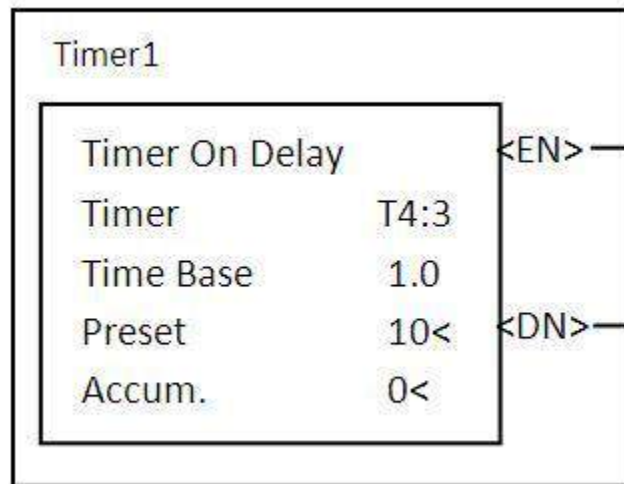 Timer1
Timer On Delay <EN>
Timer T4:3
Time Base 1.0
Preset 10< <DN>
Accum. 0<